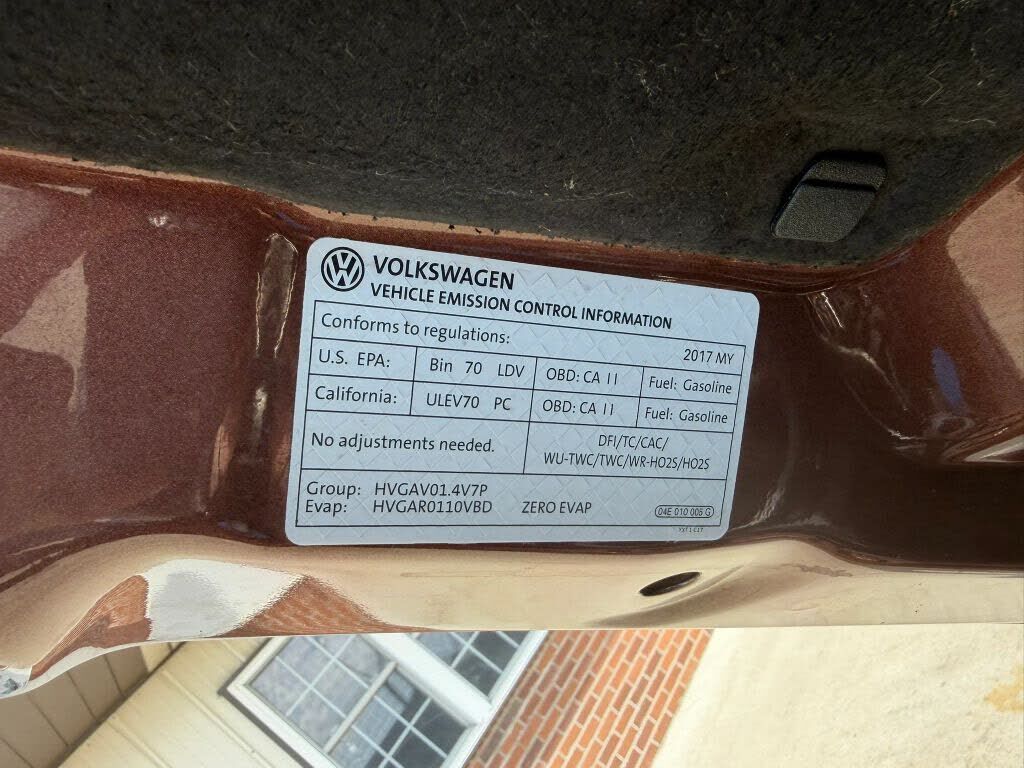 VOLKSWAGEN
VEHICLE EMISSION CONTROL INFORMATION
Conforms to regulations: 2017 MY
U.S. EPA: Bin 70 LDV OBD: CA II Fuel: Gasoline
California: ULEV70 PC OBD: CA II Fuel: Gasoline
No adjustments needed. DFI/TC/CAC/
WU-TWC/TWC/WR-HO2S/HO2S
Group: HVGAV01.4V7P
Evap: HVGAR0110VBD ZERO EVAP 04E 010 006 G